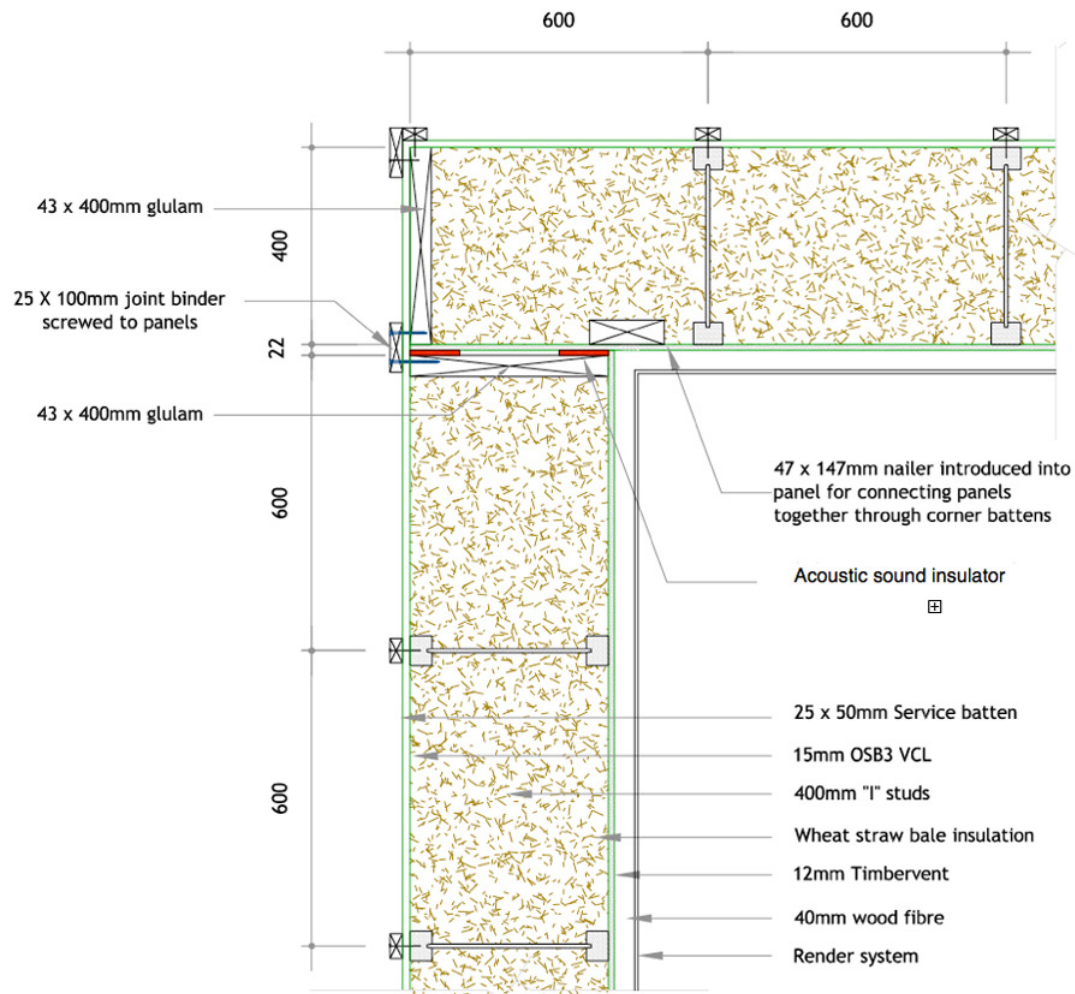 600
600
43 x 400mm glulam
400
25 X 100mm joint binder
screwed to panels
22
43 x 400mm glulam
47 x 147mm nailer introduced into
panel for connecting panels
together through corner battens
600
Acoustic sound insulator
25 x 50mm Service batten
15mm OSB3 VCL
600
400mm "I" studs
Wheat straw bale insulation
12mm Timbervent
40mm wood fibre
Render system